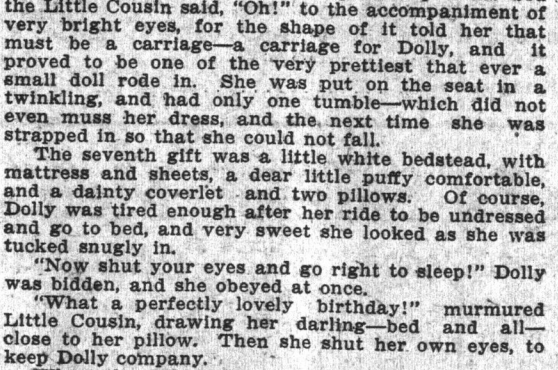 the Little Cousin said, "Oh!" to the accompaniment of
very bright eyes, for the shape of it told her that
must be a carriage—a carriage for Dolly, and it
proved to be one of the very prettiest that ever a
small doll rode in. She was put on the seat in a
twinkling, and had only one tumble—which did not
even muss her dress, and the next time she was
strapped in so that she could not fall.
The seventh gift was a little white bedstead, with
mattress and sheets, a dear little puffy comfortable,
and a dainty coverlet and two pillows. Of course,
Dolly was tired enough after her ride to be undressed
and go to bed, and very sweet she looked as she was
tucked snugly in.
"Now shut your eyes and go right to sleep!" Dolly
was bidden, and she obeyed at once.
"What a perfectly lovely birthday!" murmured
Little Cousin, drawing her darling—bed and all—
close to her pillow. Then she shut her own eyes, to
keep Dolly company.